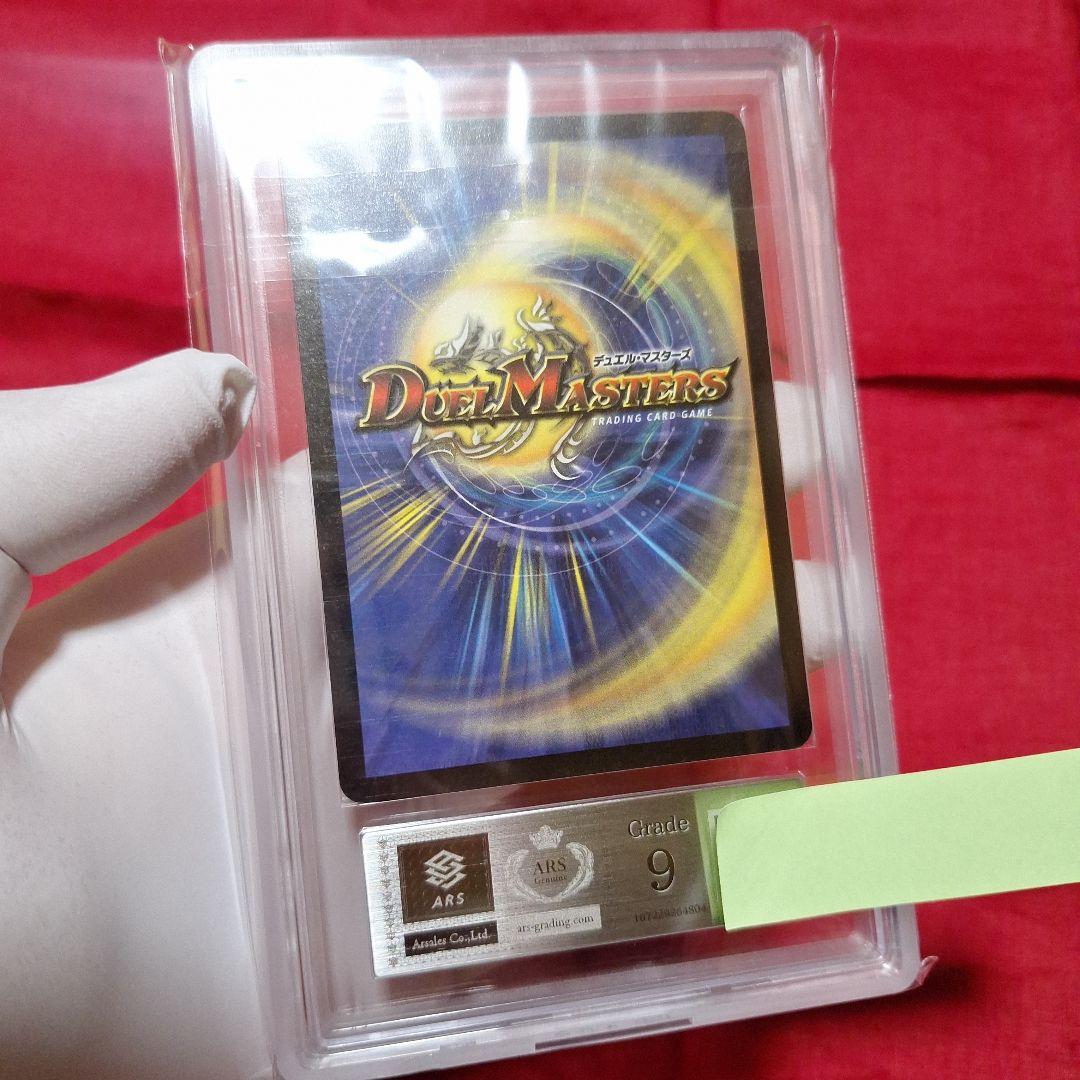 デュエル・マスターズ
DUEL MASTERS
TRADING CARD GAME
ARS
Arsales Co.,Ltd.
ARS
Genuine
ars-grading.com
Grade
9